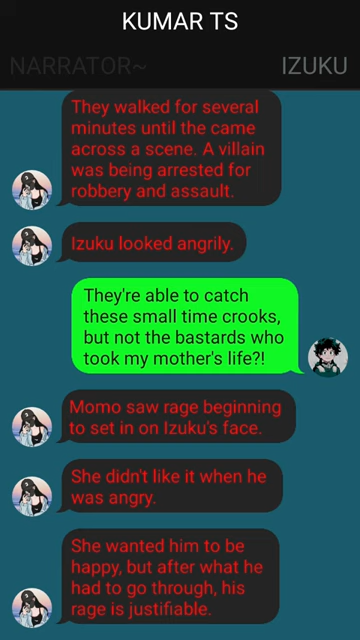 KUMAR TS
NARRATOR~
IZUKU
They walked for several
minutes until the came
across a scene. A villain
was being arrested for
robbery and assault.
Izuku looked angrily.
They're able to catch
these small time crooks,
but not the bastards who
took my mother's life?!
Momo saw rage beginning
to set in on Izuku's face.
She didn't like it when he
was angry.
She wanted him to be
happy, but after what he
had to go through, his
rage is justifiable.